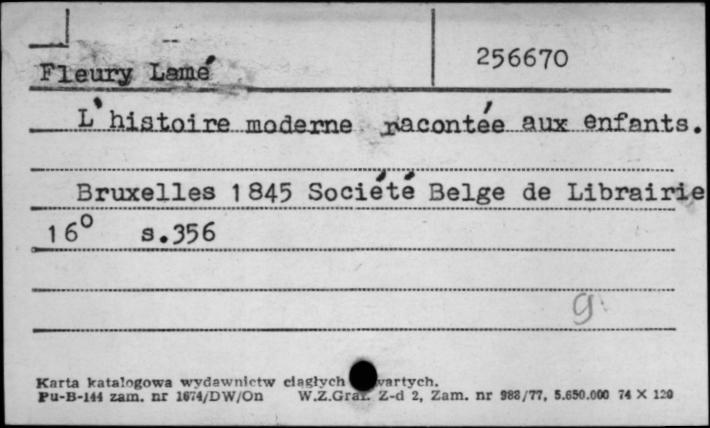 256670
Fleury Lamé
L'histoire moderne racontée aux enfants.
Bruxelles 1845 Société Belge de Librairie
16° s.356
g
Karta katalogowa wydawnictw ciągłych
Pu-B-144 zam. nr 1674/DW/On W.Z.Graf. Z-d 2, Zam. nr 988/77, 5.650.000 74 X 120